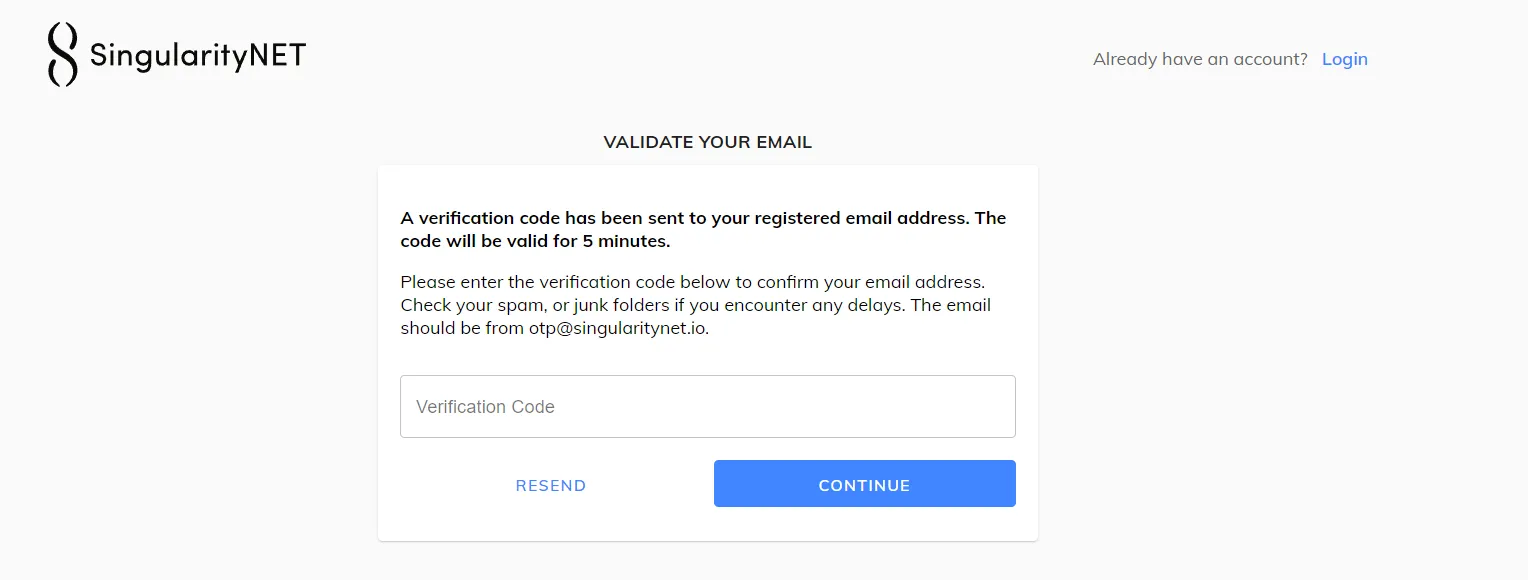 SingularityNET
Already have an account? Login
VALIDATE YOUR EMAIL
A verification code has been sent to your registered email address. The
code will be valid for 5 minutes.
Please enter the verification code below to confirm your email address.
Check your spam, or junk folders if you encounter any delays. The email
should be from otp@singularitynet.io.
Verification Code
RESEND
CONTINUE